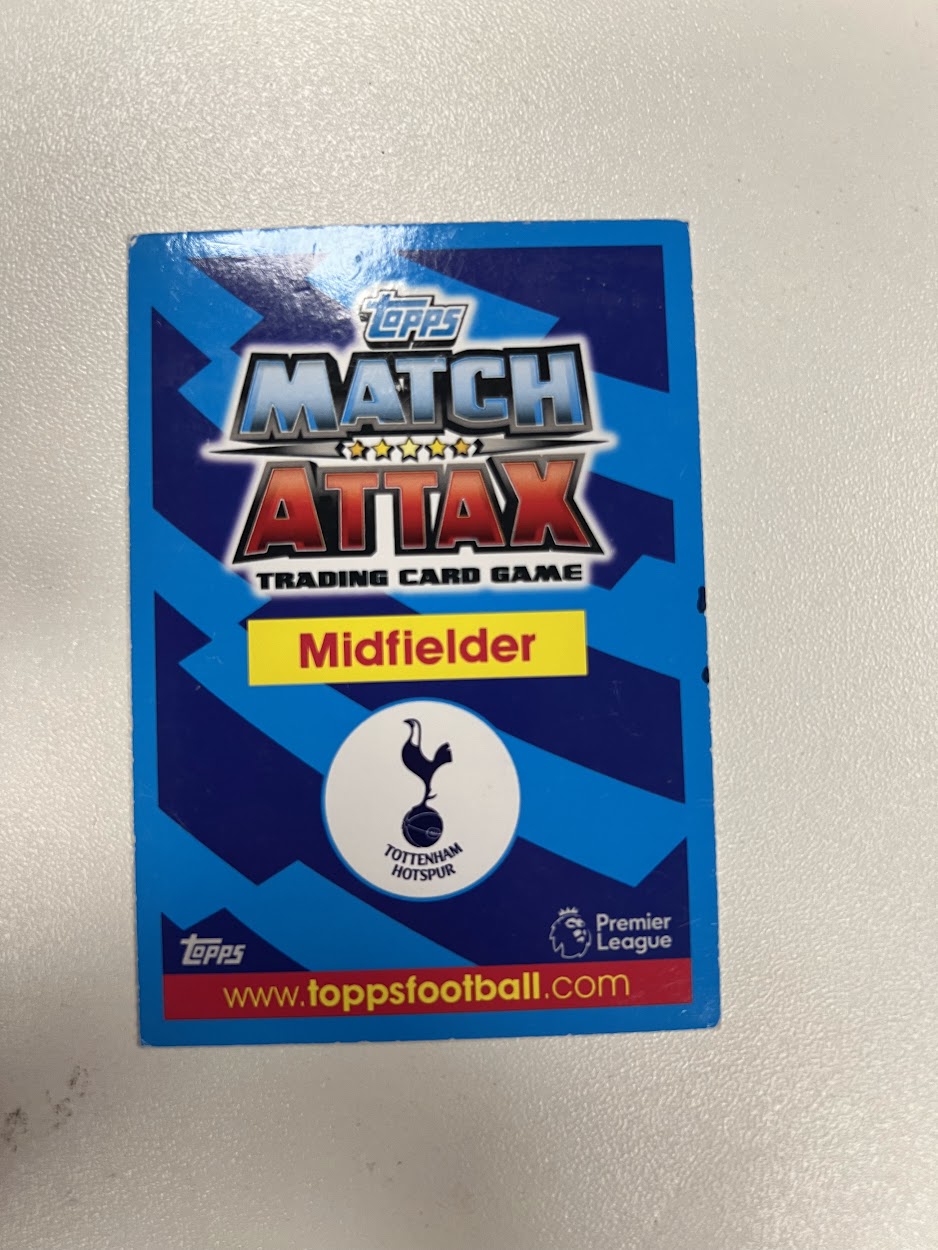 topps
MATCH
ATTAX
TRADING CARD GAME
Midfielder
TOTTENHAM
HOTSPUR
topps
Premier
League
www.toppsfootball.com